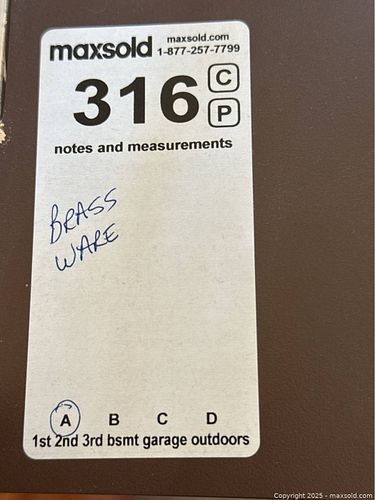 maxsold maxsold.com
1-877-257-7799
316 C
P
notes and measurements
BRASS
WARE
A B C D
1st 2nd 3rd bsmt garage outdoors
Copyright © 2025 - maxsold.com